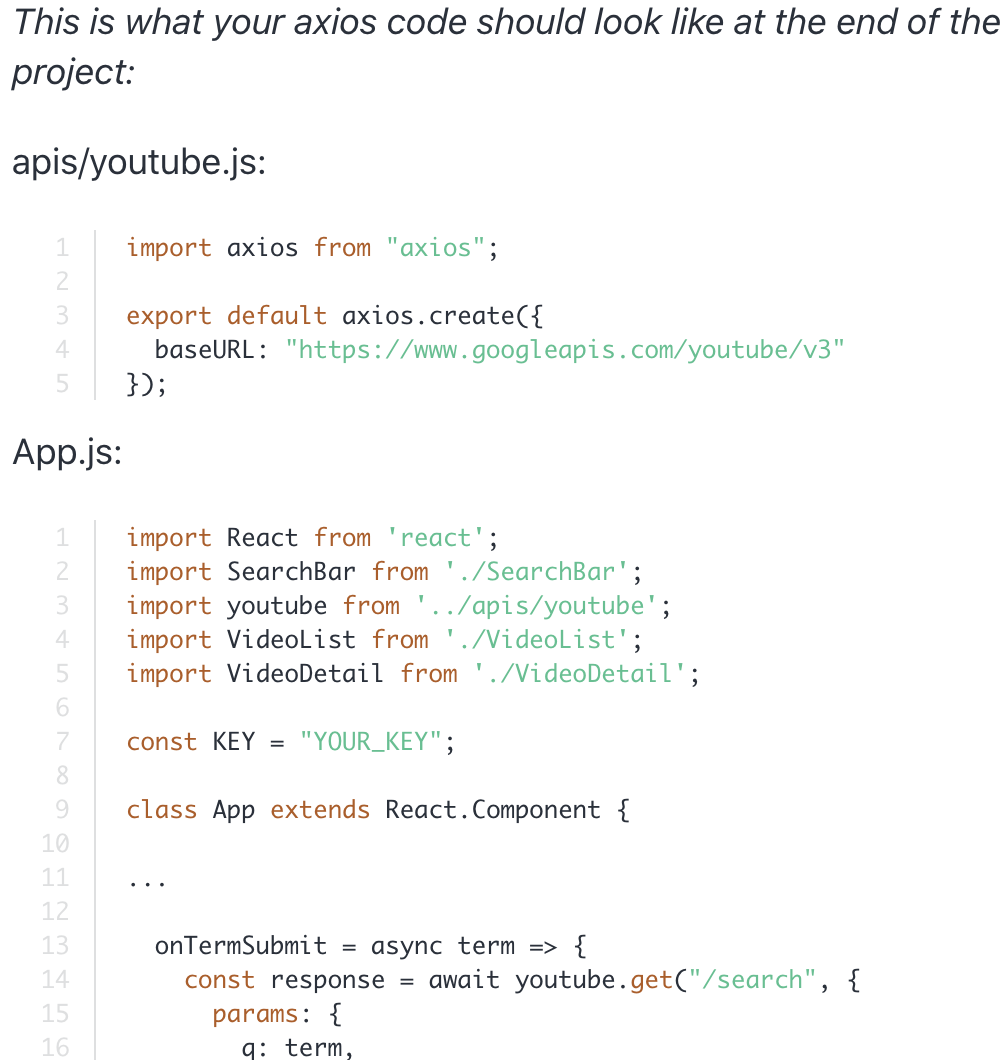 This is what your axios code should look like at the end of the
project:
apis/youtube.js:
1 import axios from "axios";
2
3 export default axios.create({
4   baseURL: "https://www.googleapis.com/youtube/v3"
5 });
App.js:
1 import React from 'react';
2 import SearchBar from './SearchBar';
3 import youtube from '../apis/youtube';
4 import VideoList from './VideoList';
5 import VideoDetail from './VideoDetail';
6
7 const KEY = "YOUR_KEY";
8
9 class App extends React.Component {
10
11 ...
12
13   onTermSubmit = async term => {
14     const response = await youtube.get("/search", {
15       params: {
16         q: term,